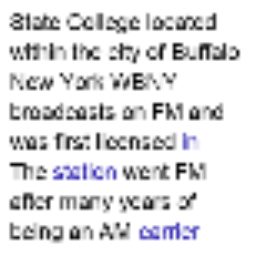 State College located
within the city of Buffalo
New York WBNY
broadcasts on FM and
was first licensed in
The station went FM
after many years of
being an AM carrier